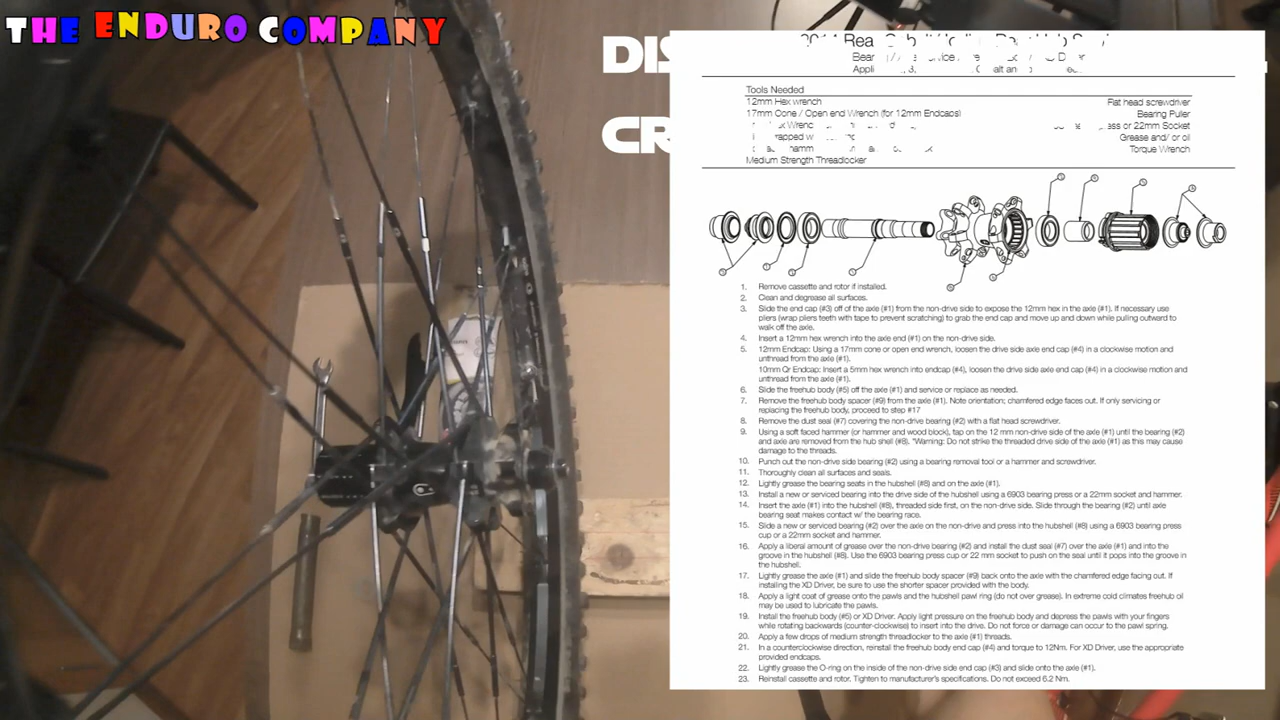 THE ENDURO COMPANY
DIS
CR
Rea
Tools Needed
12mm Hex wrench
Flat head screwdriver
17mm Cone / Open end Wrench (for 12mm Endcaps)
Bearing Puller
or 22mm Socket
Grease and/ or oil
Torque Wrench
Medium Strength Threadlocker
1. Remove cassette and rotor if installed.
2. Clean and degrease all surfaces.
3. Slide the end cap (#3) off of the axle (#1) from the non-drive side to expose the 12mm hex in the axle (#1). If necessary use
pliers (wrap pliers teeth with tape to prevent scratching) to grab the end cap and move up and down while pulling outward to
walk off the axle.
4. Insert a 12mm hex wrench into the axle end (#1) on the non-drive side.
5. 12mm Endcap: Using a 17mm cone or open end wrench, loosen the drive side axle end cap (#4) in a clockwise motion and
unthread from the axle (#1).
10mm Qr Endcap: Insert a 5mm hex wrench into endcap (#4), loosen the drive side axle end cap (#4) in a clockwise motion and
unthread from the axle (#1).
6. Slide the freehub body (#5) off the axle (#1) and service or replace as needed.
7. Remove the freehub body spacer (#9) from the axle (#1). Note orientation; chamfered edge faces out. If only servicing or
replacing the freehub body, proceed to step #17
8. Remove the dust seal (#7) covering the non-drive bearing (#2) with a flat head screwdriver.
9. Using a soft faced hammer (or hammer and wood block), tap on the 12 mm non-drive side of the axle (#1) until the bearing (#2)
and axle are removed from the hub shell (#8). *Warning: Do not strike the threaded drive side of the axle (#1) as this may cause
damage to the threads.
10. Punch out the non-drive side bearing (#2) using a bearing removal tool or a hammer and screwdriver.
11. Thoroughly clean all surfaces and seals.
12. Lightly grease the bearing seats in the hubshell (#8) and on the axle (#1).
13. Install a new or serviced bearing into the drive side of the hubshell using a 6903 bearing press or a 22mm socket and hammer.
14. Insert the axle (#1) into the hubshell (#8), threaded side first, on the non-drive side. Slide through the bearing (#2) until axle
bearing seat makes contact w/ the bearing race.
15. Slide a new or serviced bearing (#2) over the axle on the non-drive and press into the hubshell (#8) using a 6903 bearing press
cup or a 22mm socket and hammer.
16. Apply a liberal amount of grease over the non-drive bearing (#2) and install the dust seal (#7) over the axle (#1) and into the
groove in the hubshell (#8). Use the 6903 bearing press cup or 22 mm socket to push on the seal until it pops into the groove in
the hubshell.
17. Lightly grease the axle (#1) and slide the freehub body spacer (#9) back onto the axle with the chamfered edge facing out. If
installing the XD Driver, be sure to use the shorter spacer provided with the body.
18. Apply a light coat of grease onto the pawls and the hubshell pawl ring (do not over grease). In extreme cold climates freehub oil
may be used to lubricate the pawls.
19. Install the freehub body (#5) or XD Driver. Apply light pressure on the freehub body and depress the pawls with your fingers
while rotating backwards (counter-clockwise) to insert into the drive. Do not force or damage can occur to the pawl spring.
20. Apply a few drops of medium strength threadlocker to the axle (#1) threads.
21. In a counterclockwise direction, reinstall the freehub body end cap (#4) and torque to 12Nm. For XD Driver, use the appropriate
provided endcaps.
22. Lightly grease the O-ring on the inside of the non-drive side end cap (#3) and slide onto the axle (#1).
23. Reinstall cassette and rotor. Tighten to manufacturer's specifications. Do not exceed 6.2 Nm.